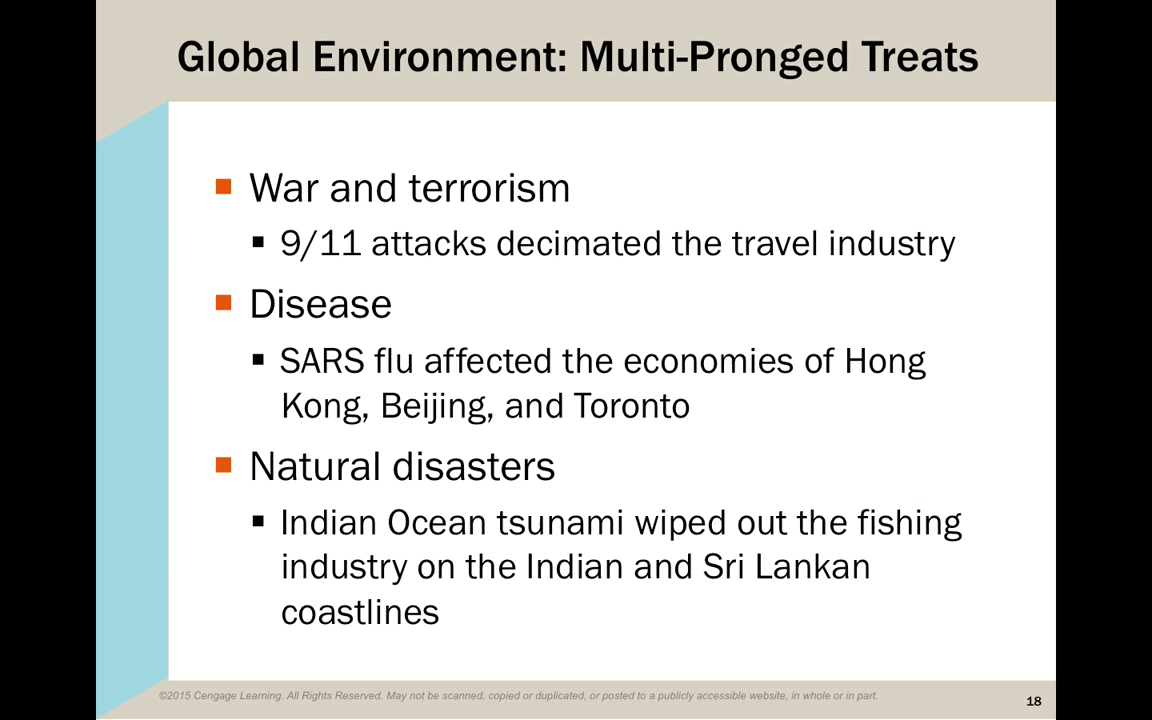 Global Environment: Multi-Pronged Treats
War and terrorism
9/11 attacks decimated the travel industry
Disease
SARS flu affected the economies of Hong
Kong, Beijing, and Toronto
Natural disasters
Indian Ocean tsunami wiped out the fishing
industry on the Indian and Sri Lankan
coastlines
©2015 Cengage Learning. All Rights Reserved. May not be scanned, copied or duplicated, or posted to a publicly accessible website, in whole or in part.
18